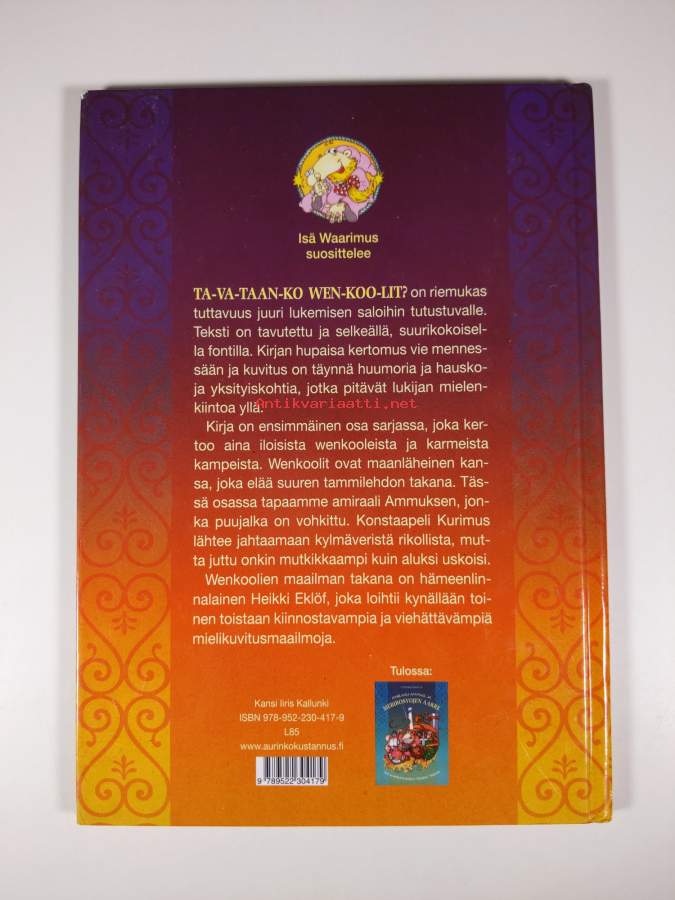 Isä Waarimus
suosittelee
TA-VA-TAAN-KO WEN-KOO-LIT? on riemukas
tuttavuus juuri lukemisen saloihin tutustuvalle.
Teksti on tavutettu ja selkeällä, suurikokoisel-
la fontilla. Kirjan hupaisa kertomus vie mennes-
sään ja kuvitus on täynnä huumoria ja hausko-
ja yksityiskohtia, jotka pitävät lukijan mielen-
kiintoa yllä.
Antikvariaatti.net
Kirja on ensimmäinen osa sarjassa, joka ker-
too aina iloisista wenkooleista ja karmeista
kampeista. Wenkoolit ovat maanläheinen kan-
sa, joka elää suuren tammilehdon takana. Täs-
sä osassa tapaamme amiraali Ammuksen, jon-
ka puujalka on vohkittu. Konstaapeli Kurimus
lähtee jahtaamaan kylmäveristä rikollista, mut-
ta juttu onkin mutkikkaampi kuin aluksi uskoisi.
Wenkoolien maailman takana on hämeenlin-
nalainen Heikki Eklöf, joka loihtii kynällään toi-
nen toistaan kiinnostavampia ja viehättävämpiä
mielikuvitusmaailmoja.
Tulossa:
MERIROSVOJEN AARRE
Kansi Iiris Kallunki
ISBN 978-952-230-417-9
L85
www.aurinkokustannus.fi
9 789522 304179